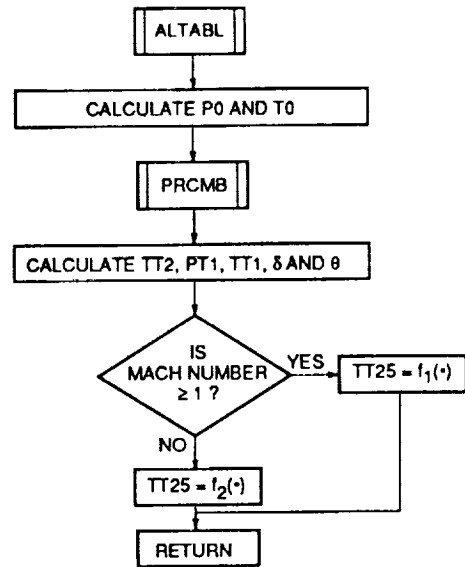 ALTABL
CALCULATE P0 AND T0
PRCMB
CALCULATE TT2, PT1, TT1, δ AND θ
IS
MACH NUMBER
≥ 1 ?
YES
TT25 = f₁(•)
NO
TT25 = f₂(•)
RETURN